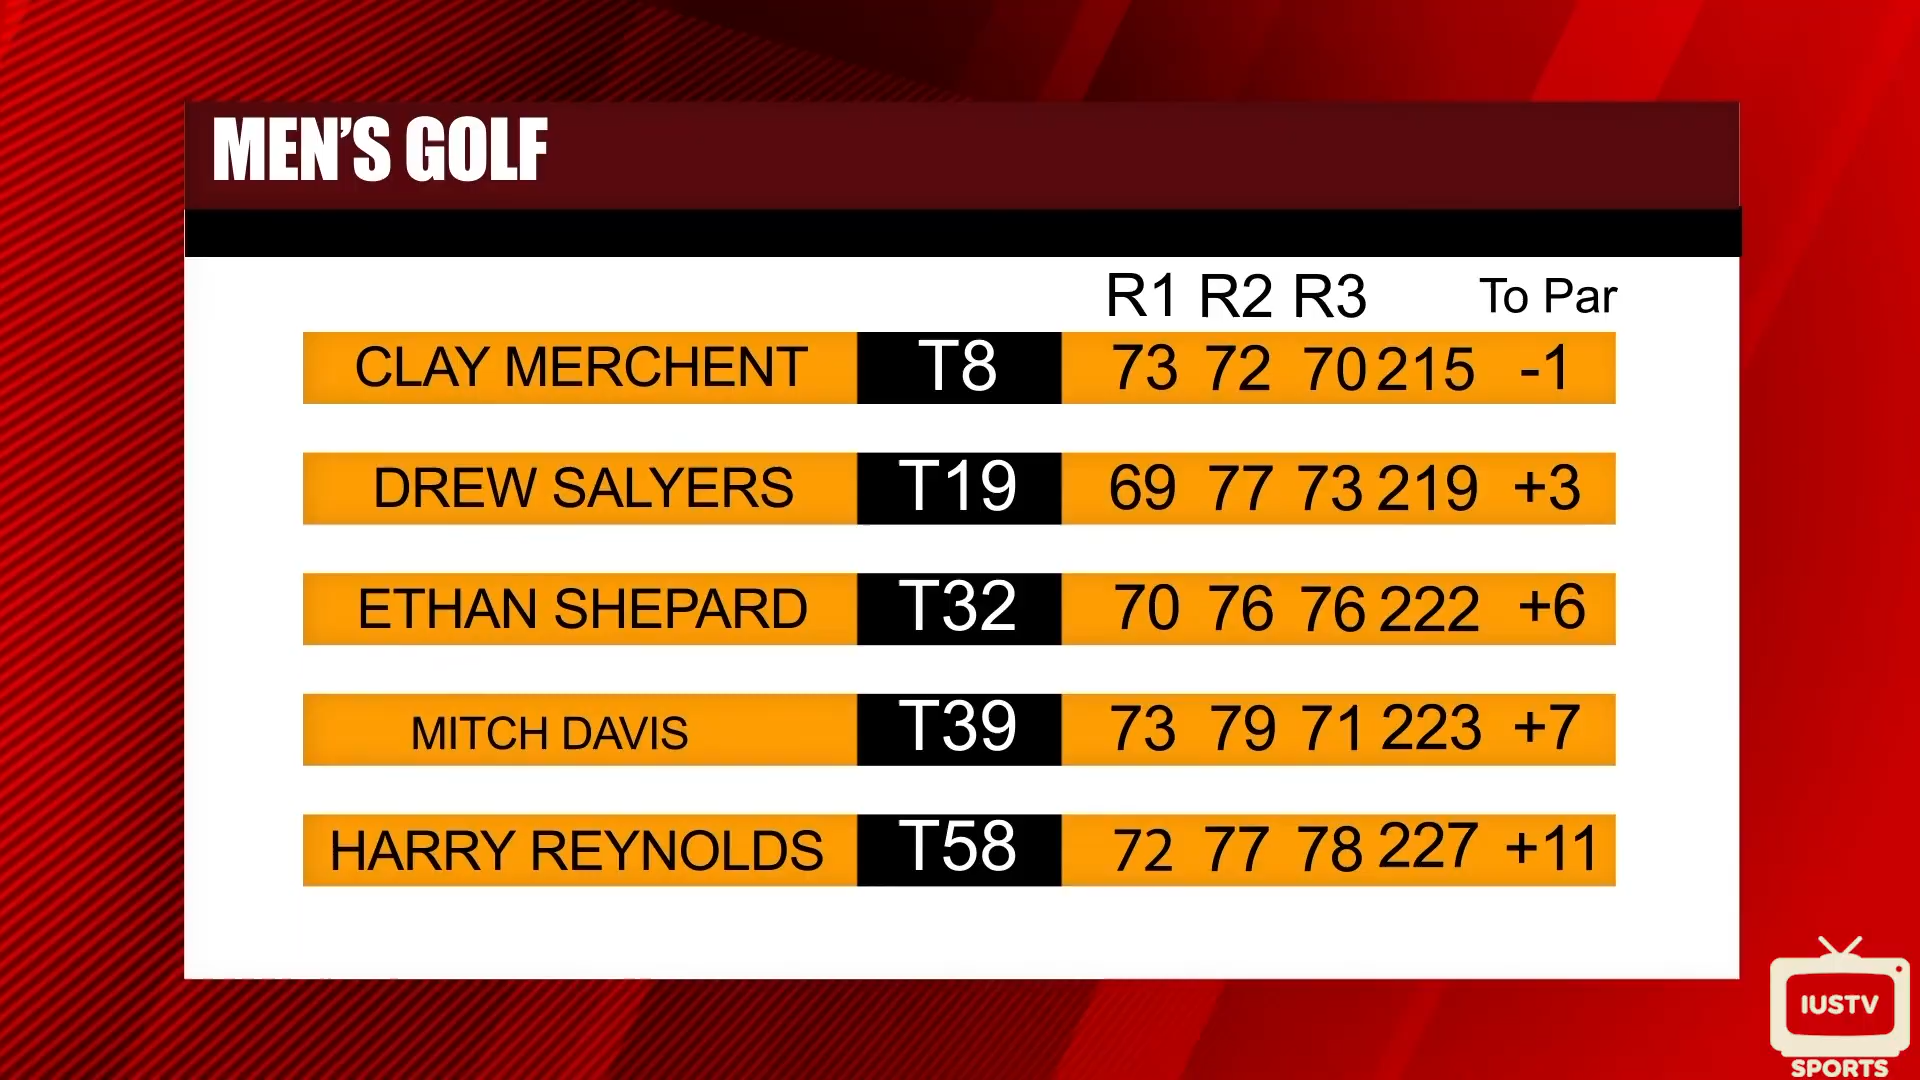 MEN'S GOLF
R1 R2 R3 To Par
CLAY MERCHENT T8 73 72 70 215 -1
DREW SALYERS T19 69 77 73 219 +3
ETHAN SHEPARD T32 70 76 76 222 +6
MITCH DAVIS T39 73 79 71 223 +7
HARRY REYNOLDS T58 72 77 78 227 +11
IUSTV
SPORTS